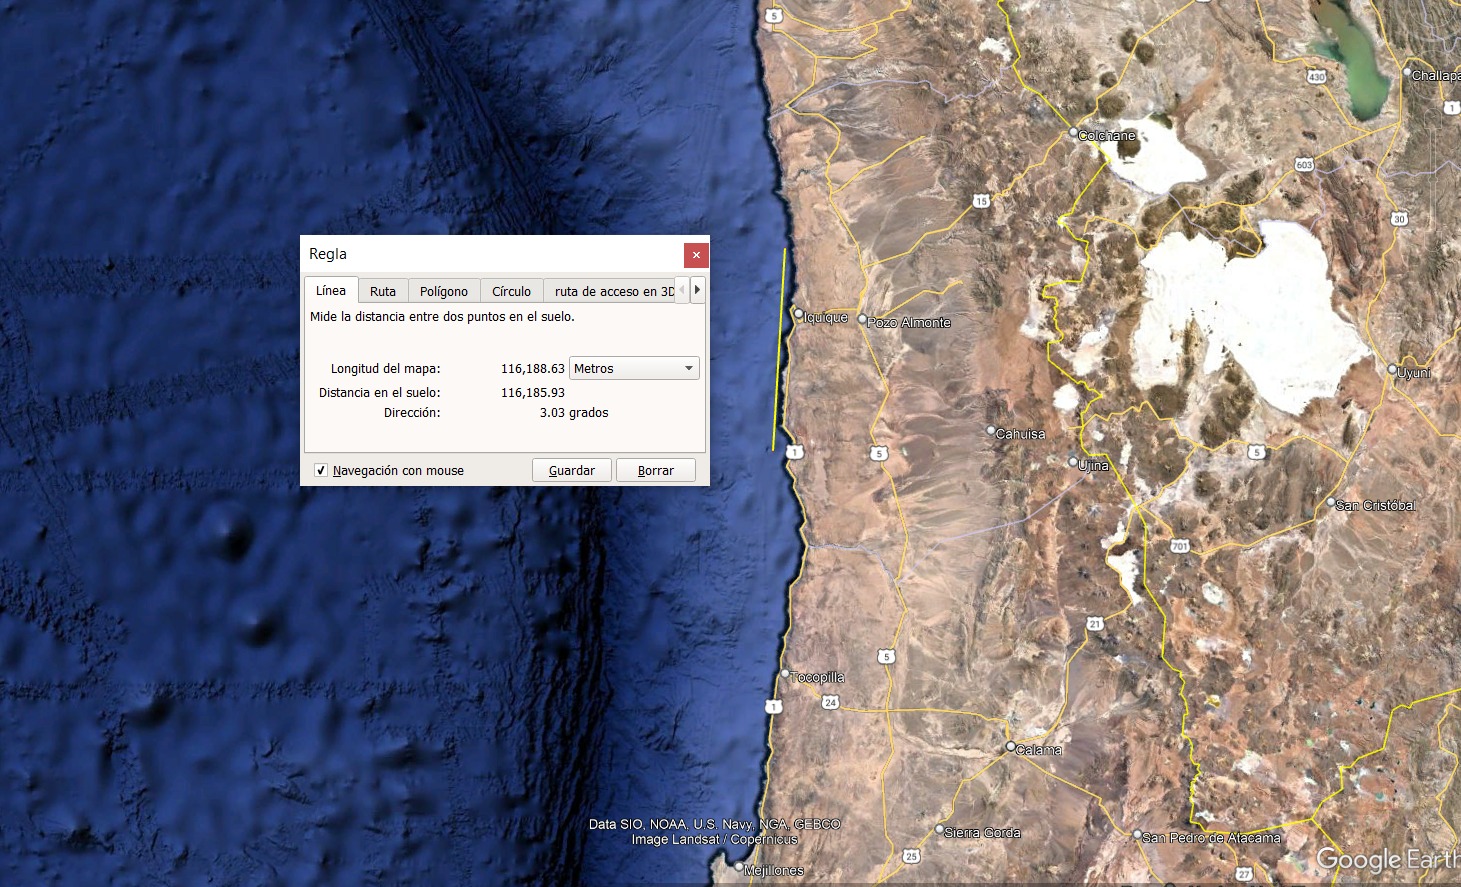 5
430
Challapa
1
Colchane
603
15
30
Regla
Línea
Ruta
Polígono
Círculo
ruta de acceso en 3D
Mide la distancia entre dos puntos en el suelo.
Iquique
Pozo Almonte
Longitud del mapa:
116,188.63
Metros
Uyuni
Distancia en el suelo:
116,185.93
Dirección:
3.03 grados
Cahuisa
1
5
5
Navegación con mouse
Guardar
Borrar
Ujina
San Cristóbal
701
21
5
Tocopilla
24
1
Calama
Data SIO, NOAA, U.S. Navy, NGA, GEBCO
Image Landsat / Copernicus
Sierra Gorda
San Pedro de Atacama
25
Google Earth
Mejillones
27